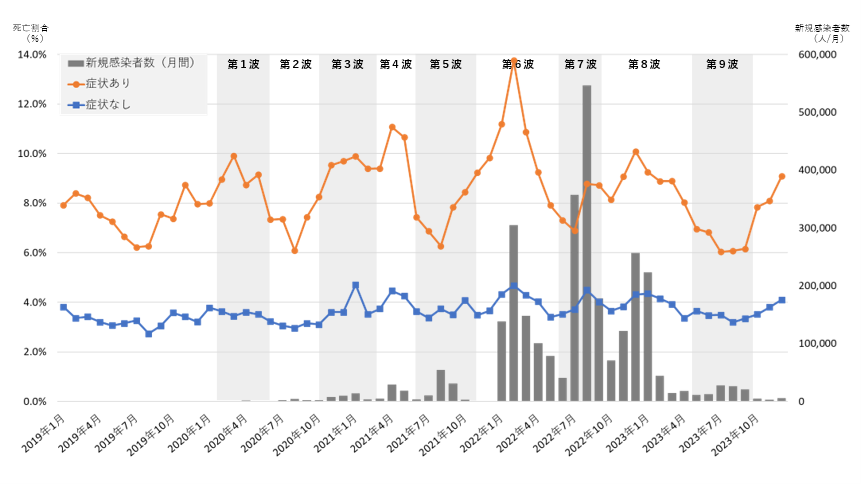 死亡割合
（%）
新規感染者数
（人/月）
14.0%
12.0%
10.0%
8.0%
6.0%
4.0%
2.0%
0.0%
新規感染者数（月間）
症状あり
症状なし
第１波
第２波
第３波
第４波
第５波
第６波
第７波
第８波
第９波
600,000
500,000
400,000
300,000
200,000
100,000
0
2019年1月
2019年4月
2019年7月
2019年10月
2020年1月
2020年4月
2020年7月
2020年10月
2021年1月
2021年4月
2021年7月
2021年10月
2022年1月
2022年4月
2022年7月
2022年10月
2023年1月
2023年4月
2023年7月
2023年10月